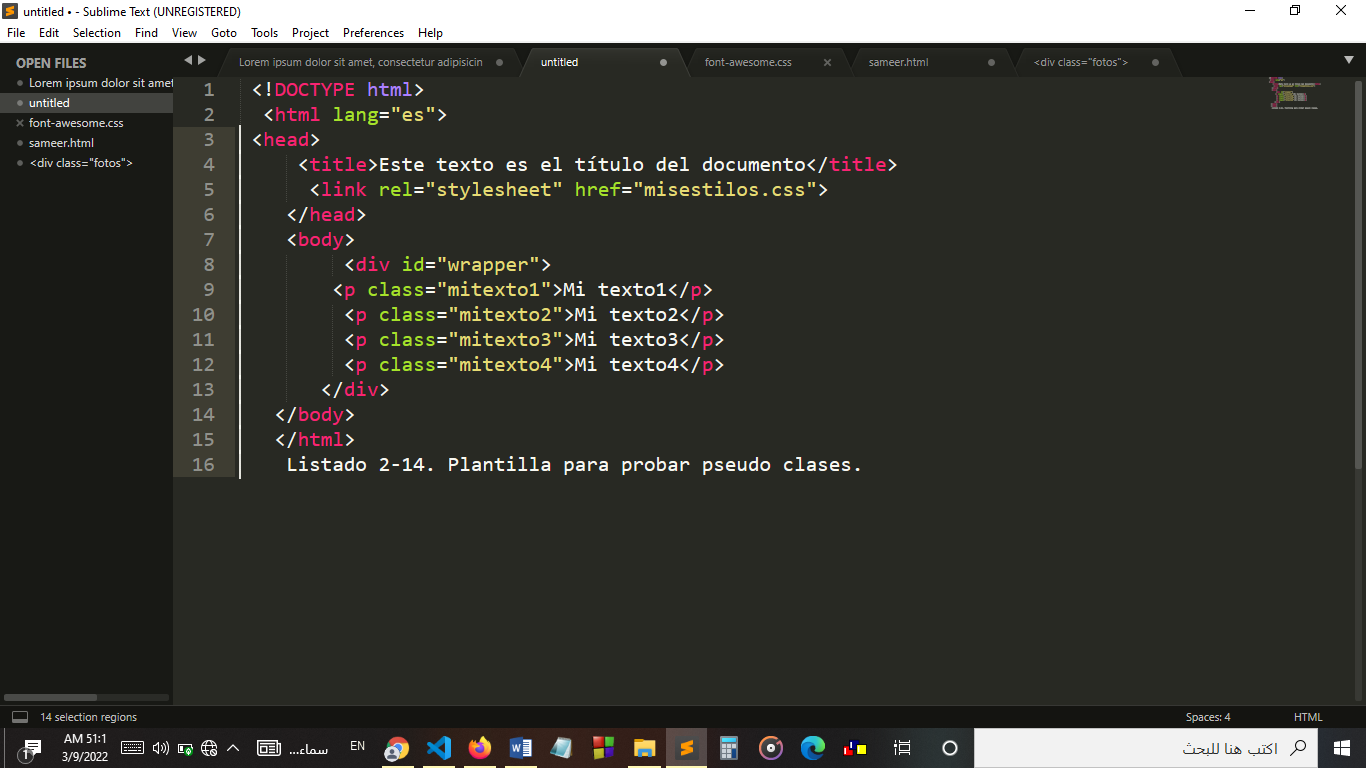 untitled • - Sublime Text (UNREGISTERED)
File Edit Selection Find View Goto Tools Project Preferences Help
OPEN FILES
Lorem ipsum dolor sit amet
untitled
font-awesome.css
sameer.html
<div class="fotos">
Lorem ipsum dolor sit amet, consectetur adipisicin
untitled
font-awesome.css
sameer.html
<div class="fotos">
1 <!DOCTYPE html>
2 <html lang="es">
3 <head>
4 <title>Este texto es el título del documento</title>
5 <link rel="stylesheet" href="misestilos.css">
6 </head>
7 <body>
8 <div id="wrapper">
9 <p class="mitexto1">Mi texto1</p>
10 <p class="mitexto2">Mi texto2</p>
11 <p class="mitexto3">Mi texto3</p>
12 <p class="mitexto4">Mi texto4</p>
13 </div>
14 </body>
15 </html>
16 Listado 2-14. Plantilla para probar pseudo clases.
14 selection regions
Spaces: 4
HTML
1
AM 51:1
3/9/2022
سماء...
EN
اكتب هنا للبحث